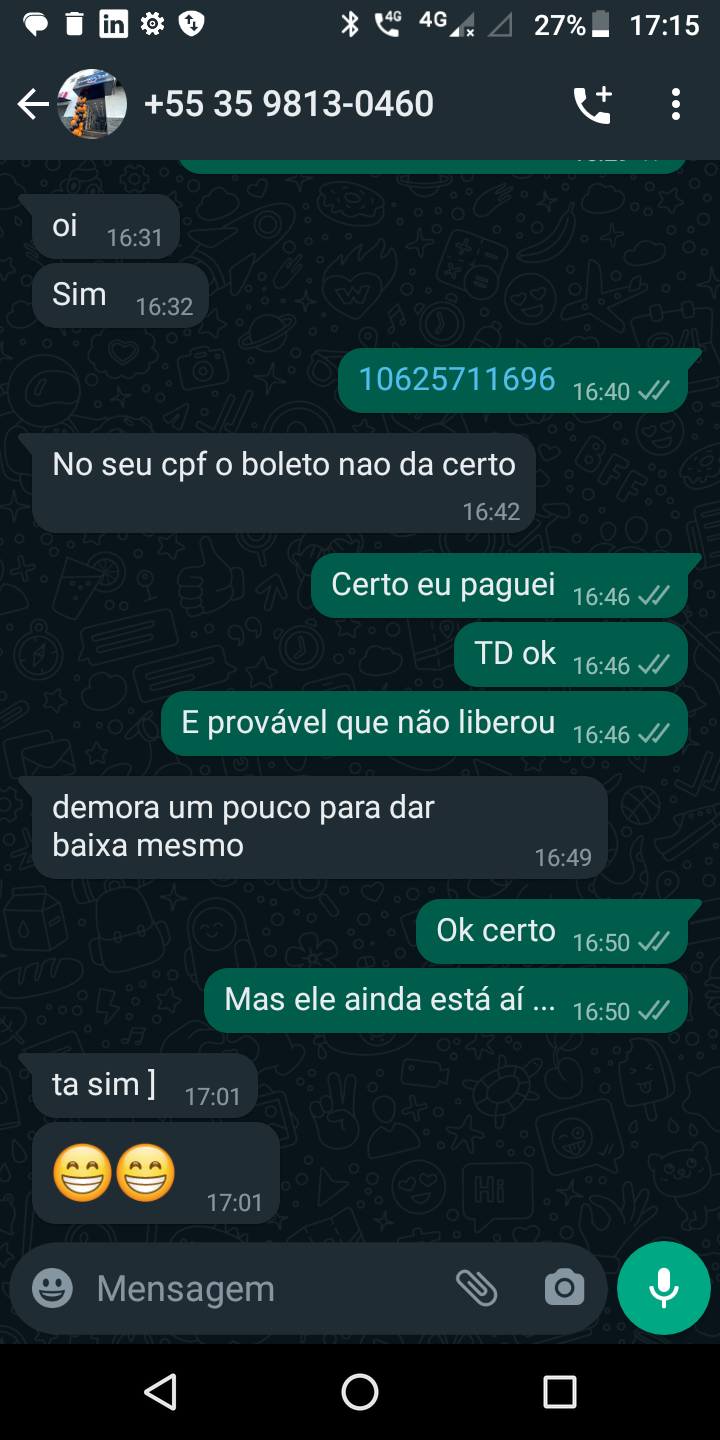 4G 4G 27% 17:15
+55 35 9813-0460
oi 16:31
Sim 16:32
10625711696 16:40
No seu cpf o boleto nao da certo
16:42
Certo eu paguei 16:46
TD ok 16:46
E provável que não liberou 16:46
demora um pouco para dar
baixa mesmo 16:49
Ok certo 16:50
Mas ele ainda está aí ... 16:50
ta sim ] 17:01
17:01
Mensagem